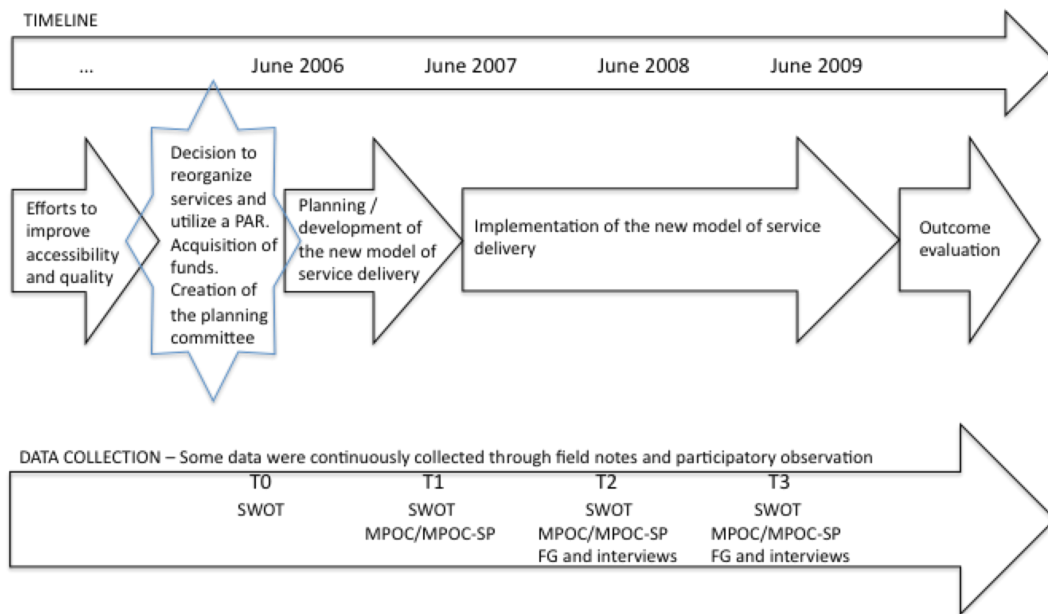 TIMELINE
...
June 2006
June 2007
June 2008
June 2009
Efforts to
improve
accessibility
and quality
Decision to
reorganize
services and
utilize a PAR.
Acquisition of
funds.
Creation of
the planning
committee
Planning /
development of
the new model of
service delivery
Implementation of the new model of service
delivery
Outcome
evaluation
DATA COLLECTION – Some data were continuously collected through field notes and participatory observation
T0
SWOT
T1
SWOT
MPOC/MPOC-SP
T2
SWOT
MPOC/MPOC-SP
FG and interviews
T3
SWOT
MPOC/MPOC-SP
FG and interviews